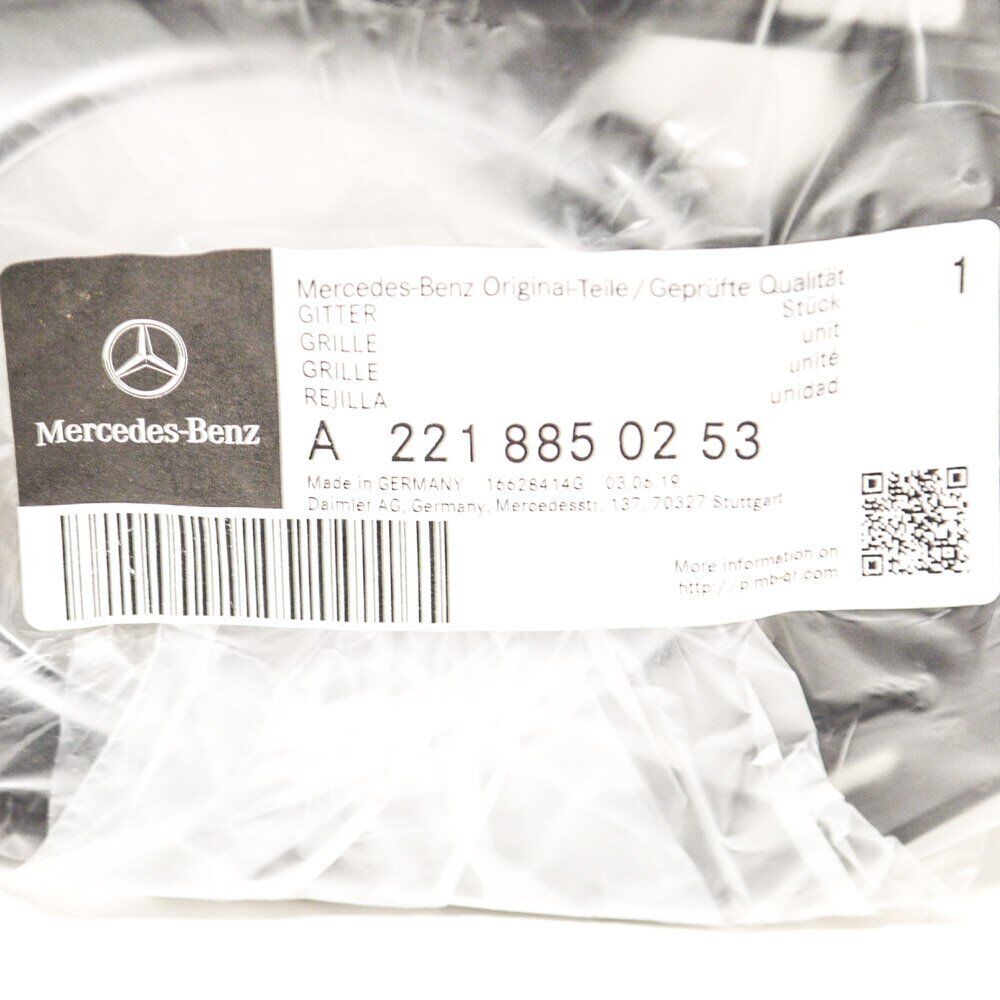 Mercedes-Benz
Mercedes-Benz Original-Teile/Geprüfte Qualität 1
GITTER Stück
GRILLE unit
GRILLE unité
REJILLA unidad
A 221 885 02 53
Made in GERMANY 16628414G 03.06.19
Daimler AG, Germany, Mercedesstr. 137, 70327 Stuttgart
More information on
http://p.mb-qr.com